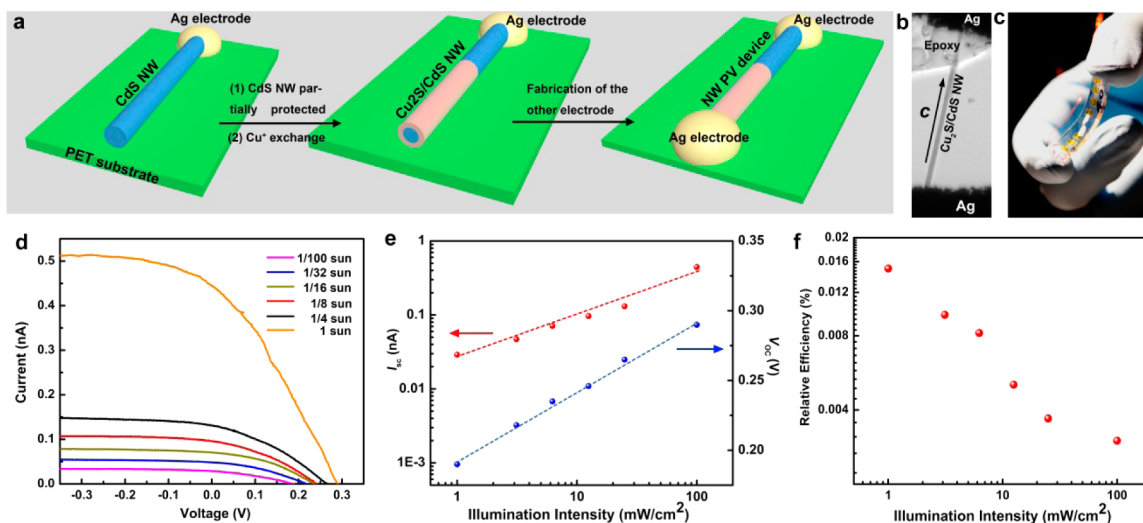 a
Ag electrode
CdS NW
PET substrate
(1) CdS NW par-
tially protected
(2) Cu⁺ exchange
Ag electrode
Cu2S/CdS NW
Fabrication of the
other electrode
Ag electrode
NW PV device
Ag electrode
b
Ag
Epoxy
c
Cu₂S/CdS NW
Ag
c
d
Current (nA)
0.5
0.4
0.3
0.2
0.1
0.0
-0.3 -0.2 -0.1 0.0 0.1 0.2 0.3
Voltage (V)
1/100 sun
1/32 sun
1/16 sun
1/8 sun
1/4 sun
1 sun
e
I_sc (nA)
1
0.1
0.01
1E-3
1 10 100
Illumination Intensity (mW/cm²)
0.35
0.30
0.25
0.20
V_OC (V)
f
Relative Efficiency (%)
0.02
0.016
0.012
0.008
0.004
1 10 100
Illumination Intensity (mW/cm²)